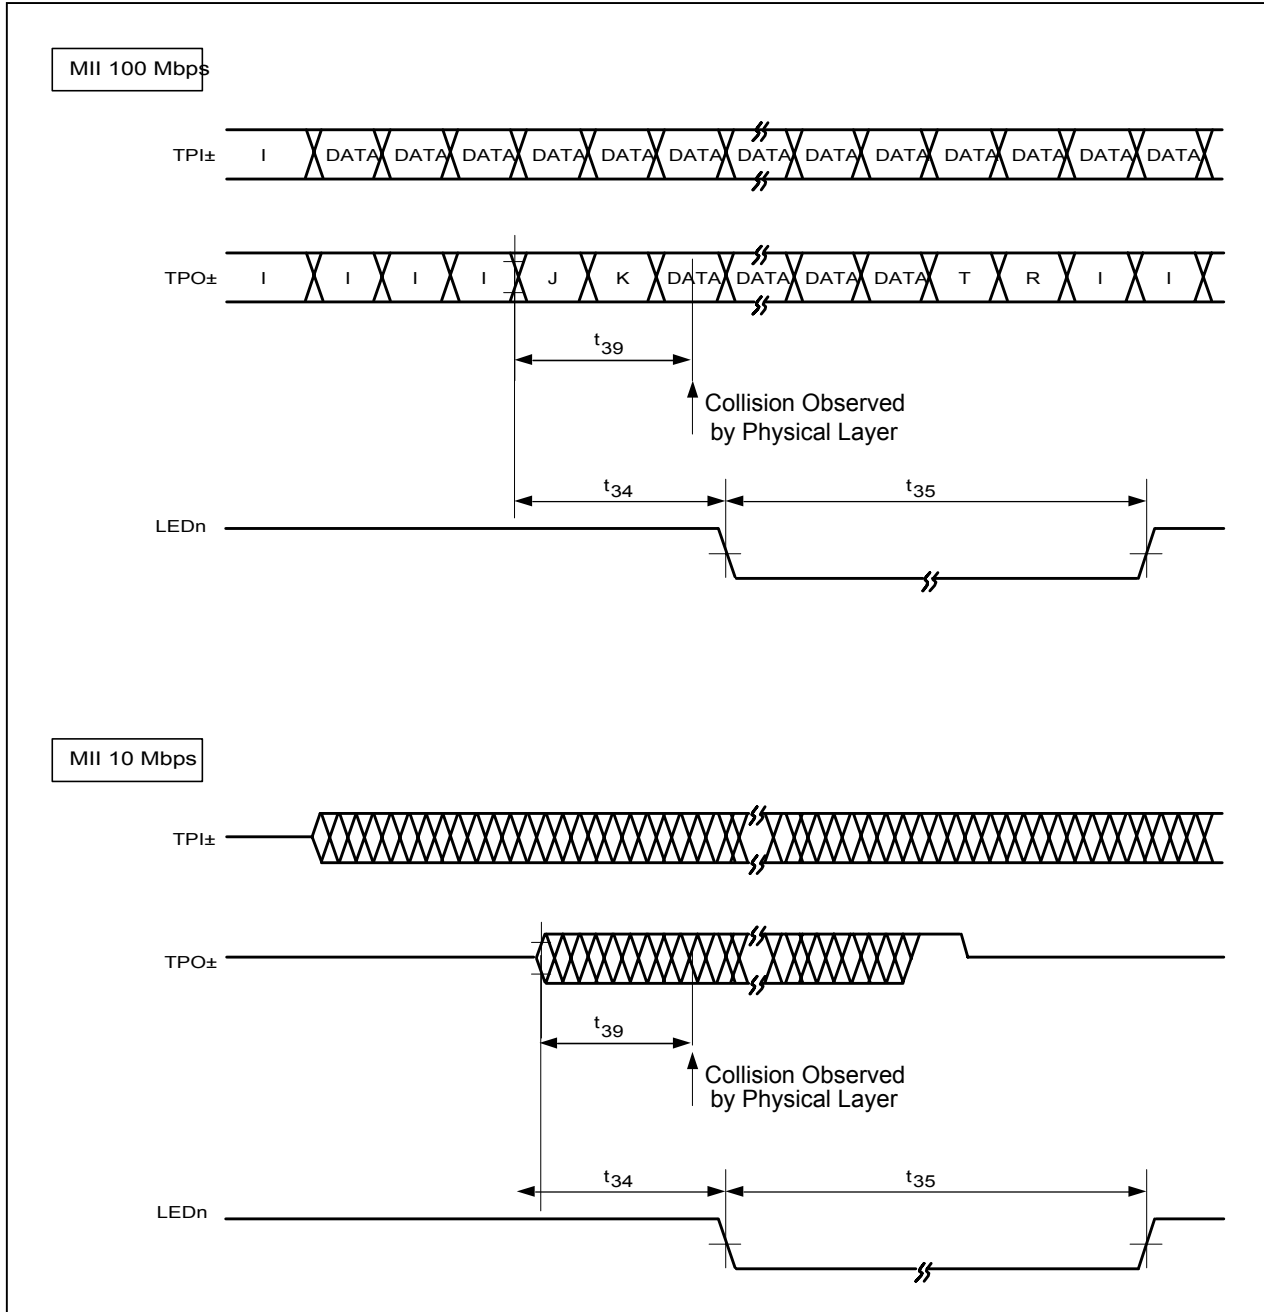 MII 100 Mbps
TPI± I DATA DATA DATA DATA DATA DATA DATA DATA DATA DATA DATA DATA DATA
TPO± I I I I J K DATA DATA DATA DATA T R I I
t39
Collision Observed
by Physical Layer
t34 t35
LEDn
MII 10 Mbps
TPI±
TPO±
t39
Collision Observed
by Physical Layer
t34 t35
LEDn